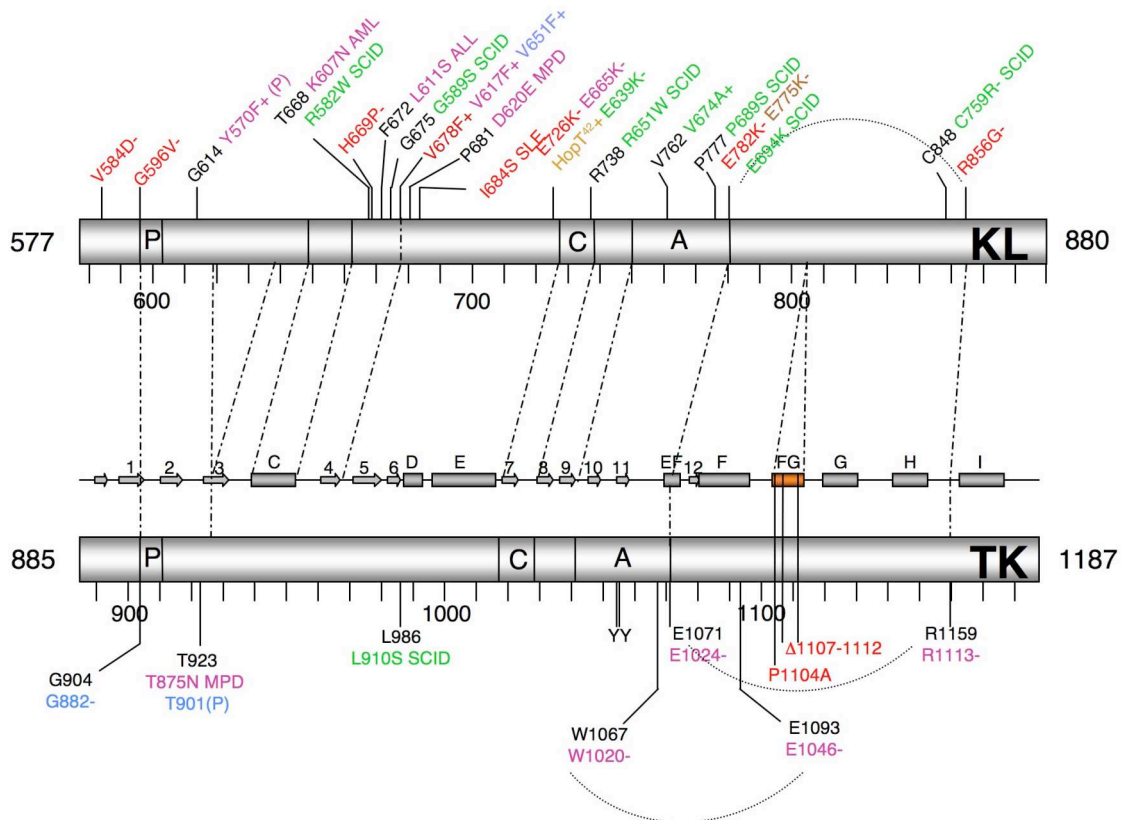 V584D-
G596V-
G614 Y570F+ (P)
T668 K607N AML
R582W SCID
H669P-
F672 L611S ALL
G675 G589S SCID
V678F+ V617F+ V651F+
P681 D620E MPD
I684S SLE
E726K- E665K-
HopT42+ E639K-
R738 R651W SCID
V762 V674A+
P777 P689S SCID
E782K- E775K-
E694K SCID
C848 C759R- SCID
R856G-
577 P C A KL 880
600 700 800
1 2 3 C 4 5 6 D E 7 8 9 10 11 EF 12 F FG G H I
885 P C A TK 1187
900 1000 1100
G904
G882-
T923
T875N MPD
T901(P)
L986
L910S SCID
YY
E1071
E1024-
Δ1107-1112
P1104A
R1159
R1113-
W1067
W1020-
E1093
E1046-